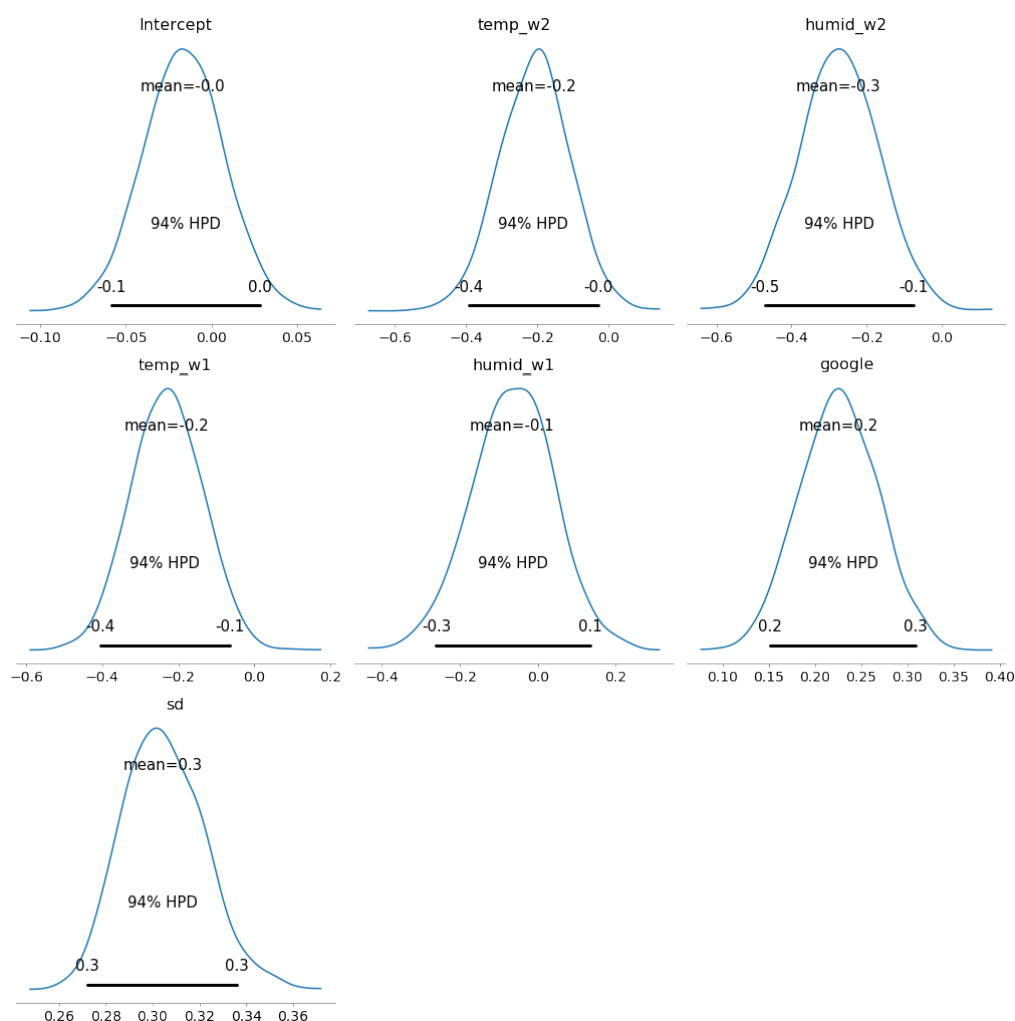 Intercept
mean=-0.0
94% HPD
-0.1 0.0
−0.10 −0.05 0.00 0.05
temp_w2
mean=-0.2
94% HPD
-0.4 -0.0
−0.6 −0.4 −0.2 0.0
humid_w2
mean=-0.3
94% HPD
-0.5 -0.1
−0.6 −0.4 −0.2 0.0
temp_w1
mean=-0.2
94% HPD
-0.4 -0.1
−0.6 −0.4 −0.2 0.0 0.2
humid_w1
mean=-0.1
94% HPD
-0.3 0.1
−0.4 −0.2 0.0 0.2
google
mean=0.2
94% HPD
0.2 0.3
0.10 0.15 0.20 0.25 0.30 0.35 0.40
sd
mean=0.3
94% HPD
0.3 0.3
0.26 0.28 0.30 0.32 0.34 0.36